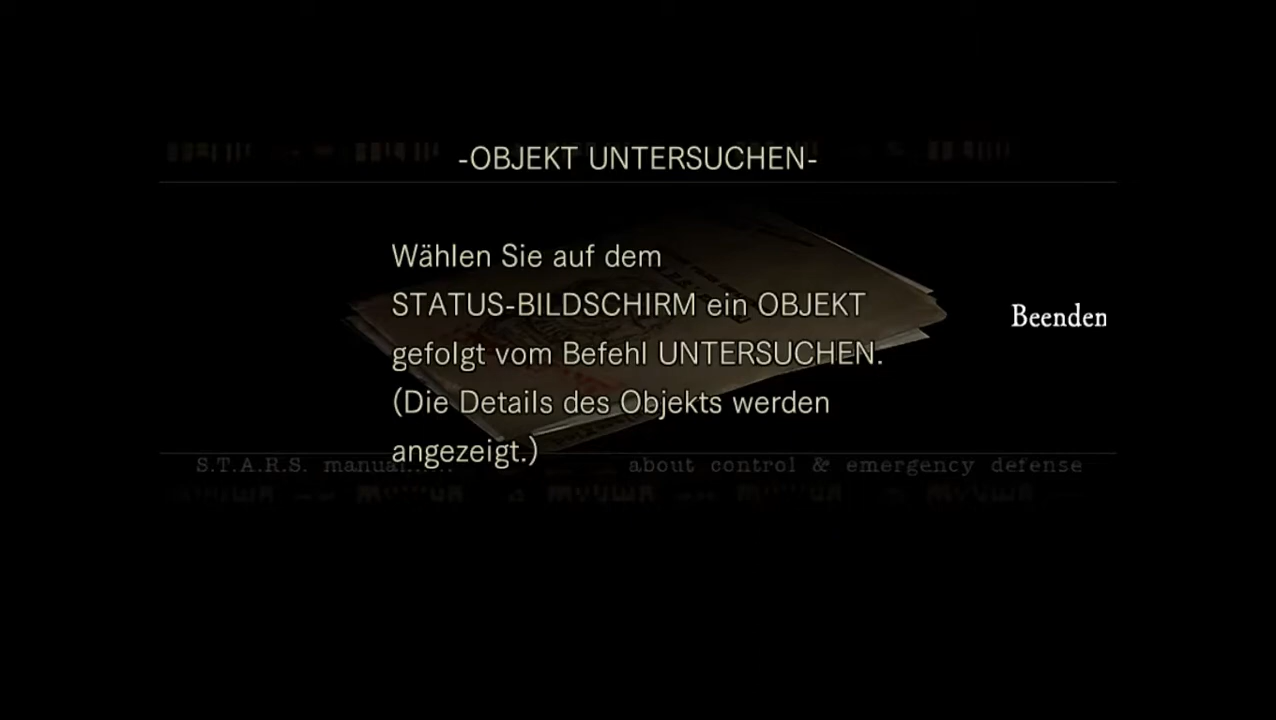 -OBJEKT UNTERSUCHEN-
Wählen Sie auf dem
STATUS-BILDSCHIRM ein OBJEKT
gefolgt vom Befehl UNTERSUCHEN.
(Die Details des Objekts werden
angezeigt.)
Beenden
S.T.A.R.S. manual...... about control & emergency defense